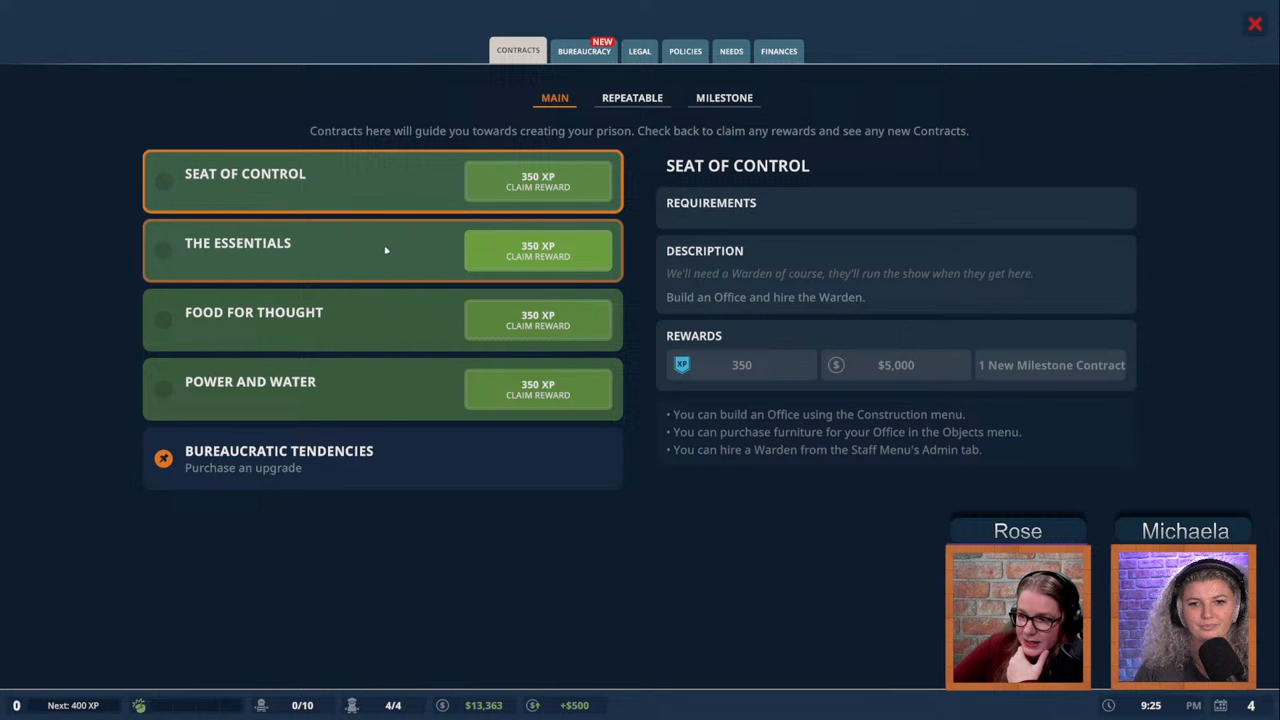 NEW
CONTRACTS
BUREAUCRACY
LEGAL
POLICIES
NEEDS
FINANCES
MAIN
REPEATABLE
MILESTONE
Contracts here will guide you towards creating your prison. Check back to claim any rewards and see any new Contracts.
SEAT OF CONTROL
350 XP
CLAIM REWARD
THE ESSENTIALS
350 XP
CLAIM REWARD
FOOD FOR THOUGHT
350 XP
CLAIM REWARD
POWER AND WATER
350 XP
CLAIM REWARD
BUREAUCRATIC TENDENCIES
Purchase an upgrade
SEAT OF CONTROL
REQUIREMENTS
DESCRIPTION
We'll need a Warden of course, they'll run the show when they get here.
Build an Office and hire the Warden.
REWARDS
XP
350
$
$5,000
1 New Milestone Contract
• You can build an Office using the Construction menu.
• You can purchase furniture for your Office in the Objects menu.
• You can hire a Warden from the Staff Menu's Admin tab.
Rose
Michaela
0
Next: 400 XP
0/10
4/4
$13,363
+$500
9:25
PM
4